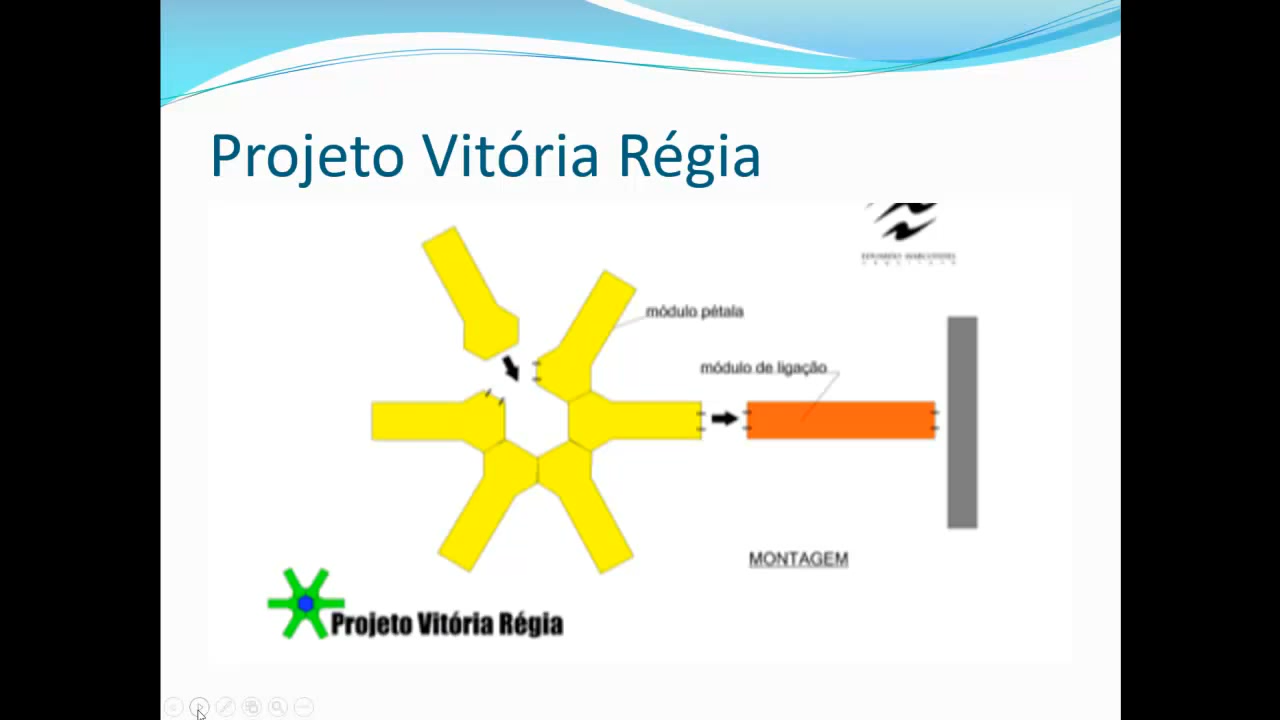 Projeto Vitória Régia
módulo pétala
módulo de ligação
MONTAGEM
Projeto Vitória Régia